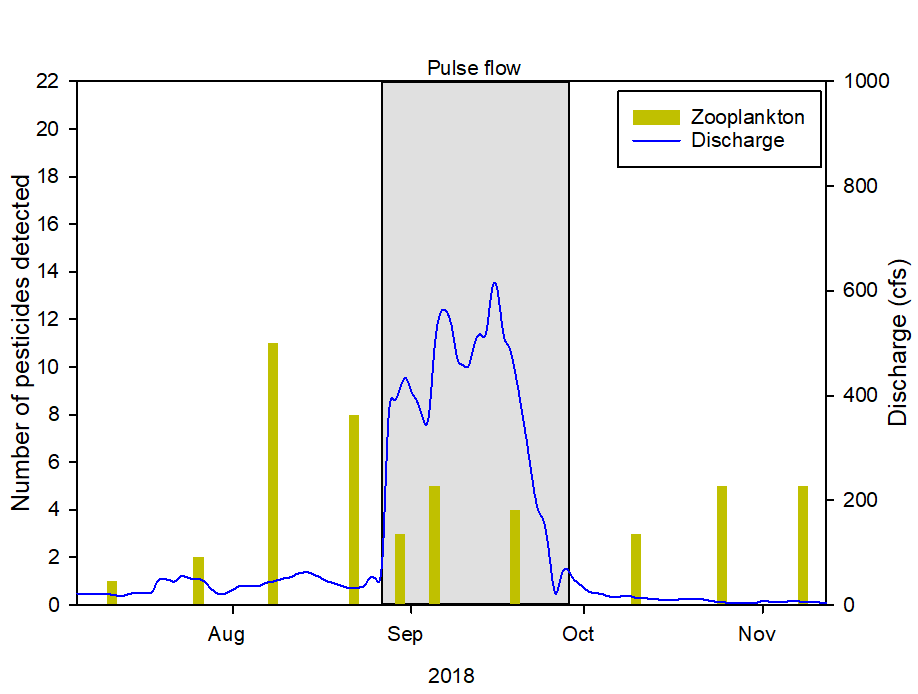 Pulse flow
Zooplankton
Discharge
Number of pesticides detected
22
20
18
16
14
12
10
8
6
4
2
0
1000
800
600
400
200
0
Discharge (cfs)
Aug
Sep
Oct
Nov
2018